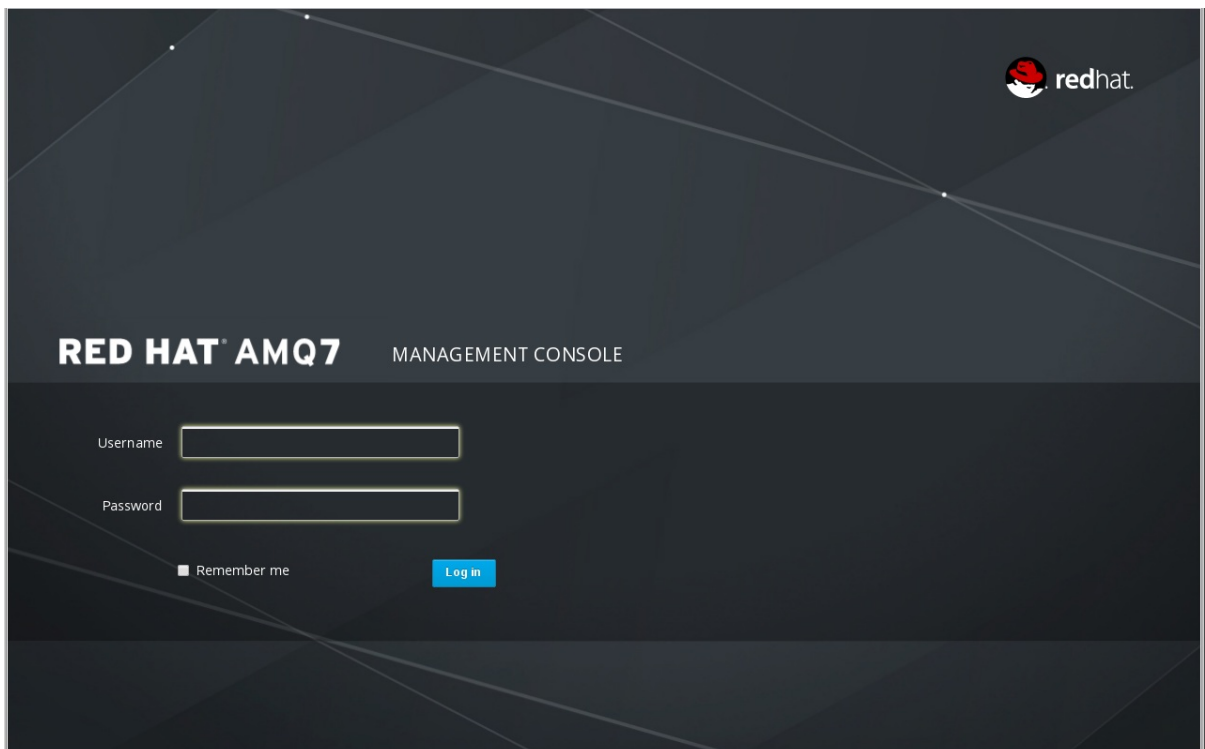 redhat.
RED HAT® AMQ7 MANAGEMENT CONSOLE
Username
Password
Remember me Log in